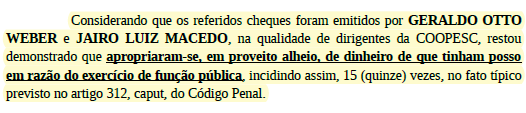 Considerando que os referidos cheques foram emitidos por GERALDO OTTO
WEBER e JAIRO LUIZ MACEDO, na qualidade de dirigentes da COOPESC, restou
demonstrado que apropriaram-se, em proveito alheio, de dinheiro de que tinham posso
em razão do exercício de função pública, incidindo assim, 15 (quinze) vezes, no fato típico
previsto no artigo 312, caput, do Código Penal.